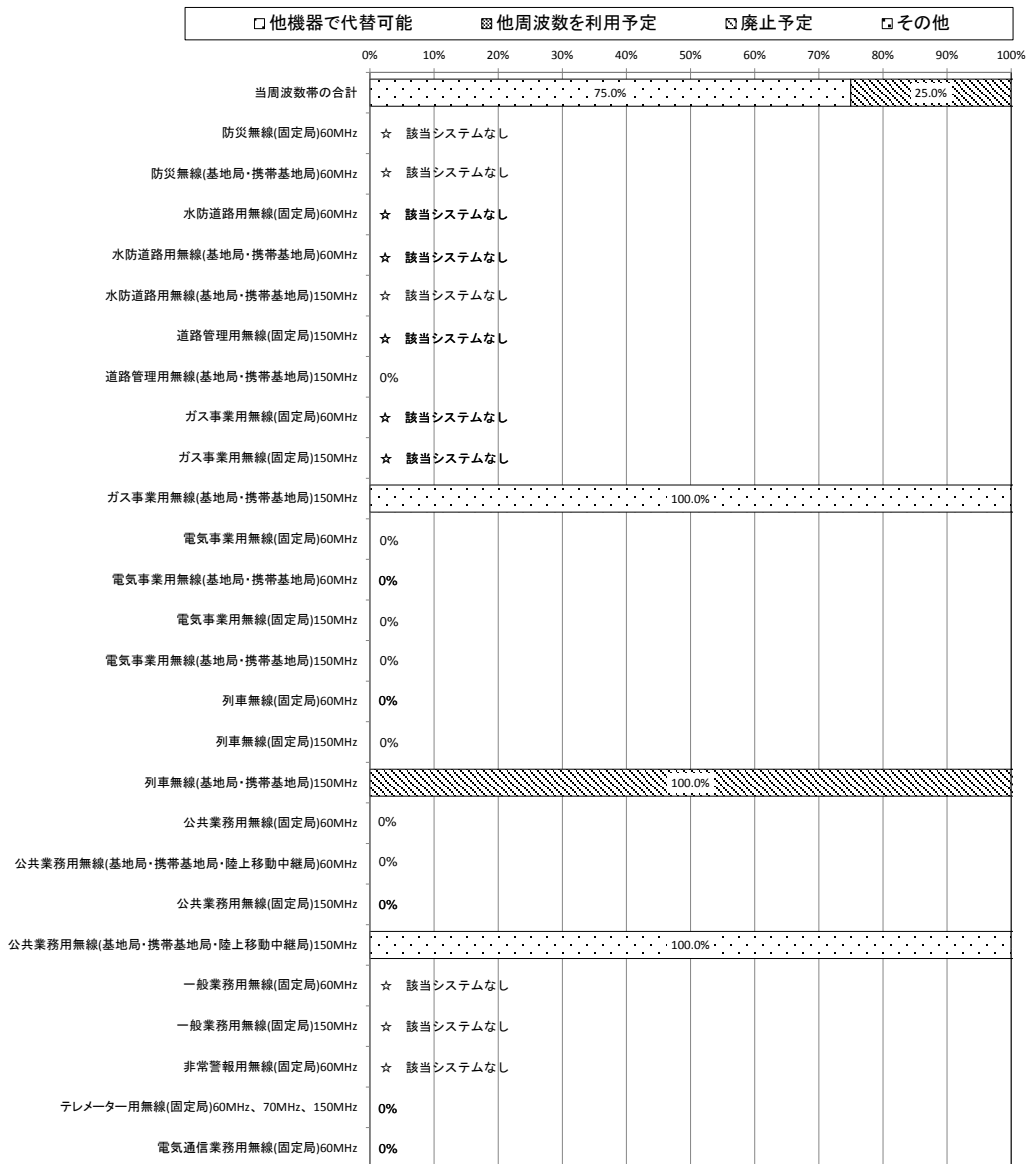 他機器で代替可能 他周波数を利用予定 廃止予定 その他
0% 10% 20% 30% 40% 50% 60% 70% 80% 90% 100%
当周波数帯の合計 75.0% 25.0%
防災無線(固定局)60MHz ☆ 該当システムなし
防災無線(基地局・携帯基地局)60MHz ☆ 該当システムなし
水防道路用無線(固定局)60MHz ☆ 該当システムなし
水防道路用無線(基地局・携帯基地局)60MHz ☆ 該当システムなし
水防道路用無線(基地局・携帯基地局)150MHz ☆ 該当システムなし
道路管理用無線(固定局)150MHz ☆ 該当システムなし
道路管理用無線(基地局・携帯基地局)150MHz 0%
ガス事業用無線(固定局)60MHz ☆ 該当システムなし
ガス事業用無線(固定局)150MHz ☆ 該当システムなし
ガス事業用無線(基地局・携帯基地局)150MHz 100.0%
電気事業用無線(固定局)60MHz 0%
電気事業用無線(基地局・携帯基地局)60MHz 0%
電気事業用無線(固定局)150MHz 0%
電気事業用無線(基地局・携帯基地局)150MHz 0%
列車無線(固定局)60MHz 0%
列車無線(固定局)150MHz 0%
列車無線(基地局・携帯基地局)150MHz 100.0%
公共業務用無線(固定局)60MHz 0%
公共業務用無線(基地局・携帯基地局・陸上移動中継局)60MHz 0%
公共業務用無線(固定局)150MHz 0%
公共業務用無線(基地局・携帯基地局・陸上移動中継局)150MHz 100.0%
一般業務用無線(固定局)60MHz ☆ 該当システムなし
一般業務用無線(固定局)150MHz ☆ 該当システムなし
非常警報用無線(固定局)60MHz ☆ 該当システムなし
テレメーター用無線(固定局)60MHz、70MHz、150MHz 0%
電気通信業務用無線(固定局)60MHz 0%